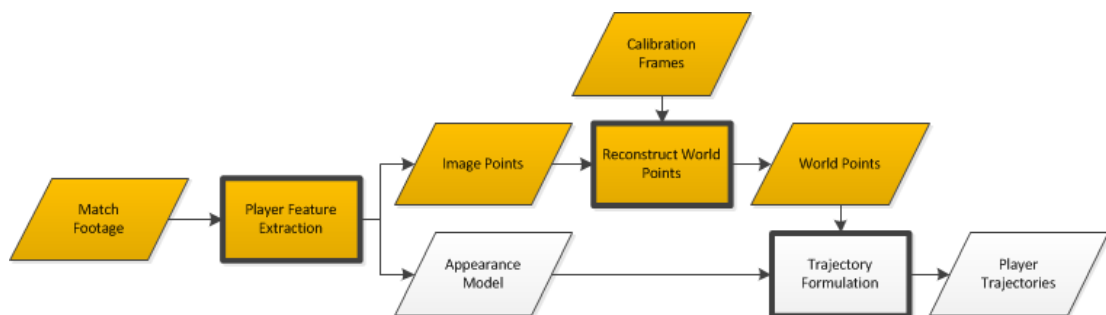 Calibration
Frames
Image Points
Reconstruct World
Points
World Points
Match
Footage
Player Feature
Extraction
Appearance
Model
Trajectory
Formulation
Player
Trajectories